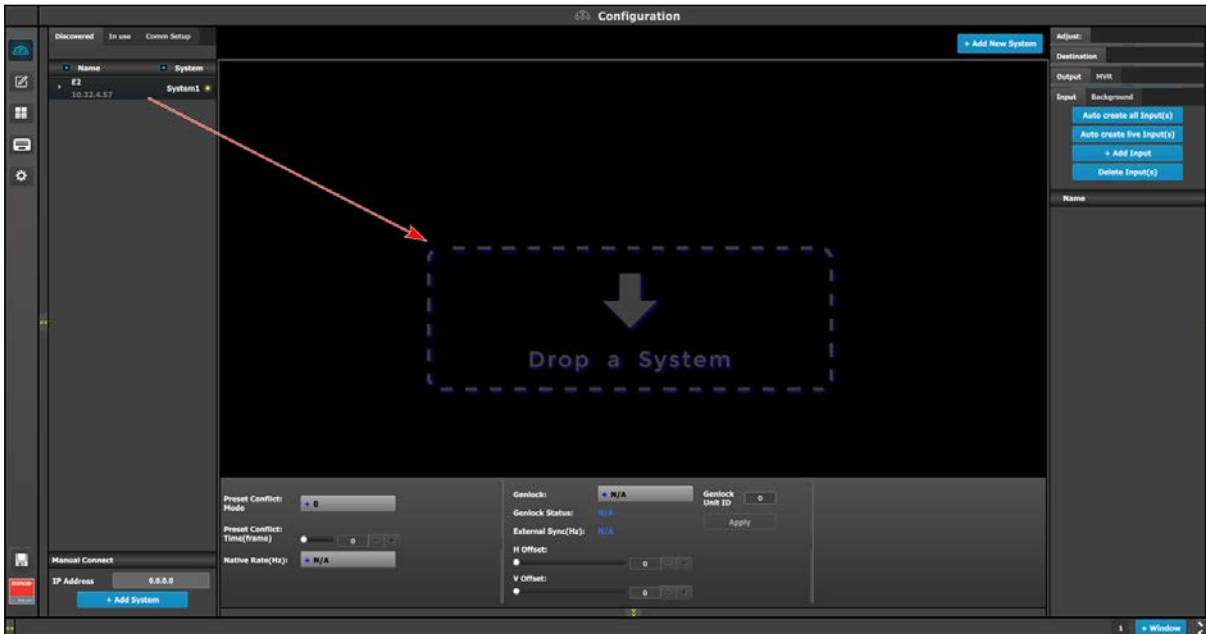 Configuration
Discovered In use Comm Setup
+ Add New System
Adjust:
Destination
Output MVR
Input Background
Auto create all Input(s)
Auto create live Input(s)
+ Add Input
Delete Input(s)
Name
Name System
E2
10.32.4.57
System1
Drop a System
Preset Conflict:
Mode
+ 0
Preset Conflict:
Time(frame)
0
Native Rate(Hz):
+ N/A
Genlock:
+ N/A
Genlock
Unit ID
0
Genlock Status:
N/A
Apply
External Sync(Hz):
N/A
H Offset:
0
V Offset:
0
Manual Connect
IP Address
0.0.0.0
+ Add System
1
+ Window